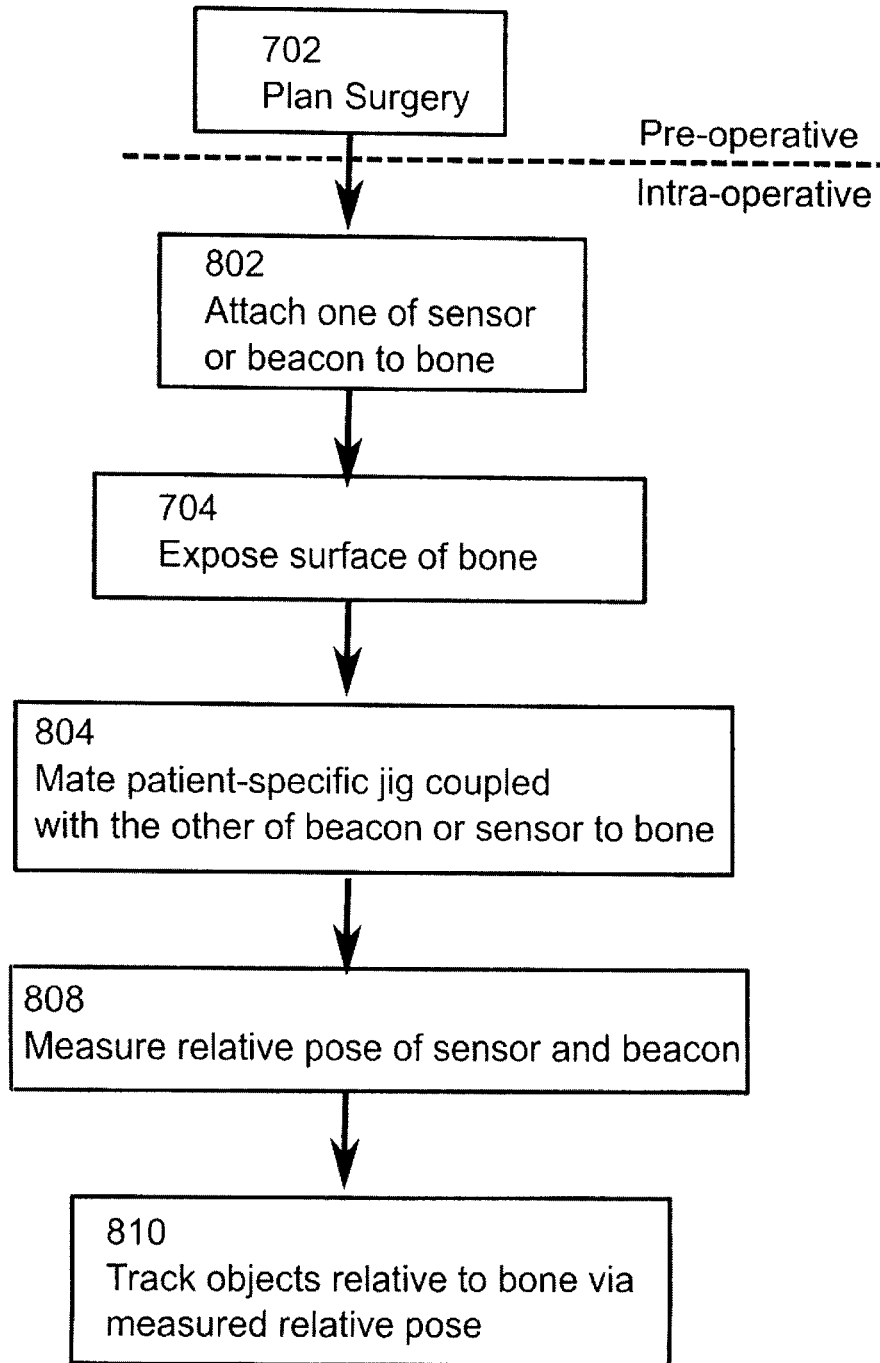 702
Plan Surgery
Pre-operative
Intra-operative
802
Attach one of sensor
or beacon to bone
704
Expose surface of bone
804
Mate patient-specific jig coupled
with the other of beacon or sensor to bone
808
Measure relative pose of sensor and beacon
810
Track objects relative to bone via
measured relative pose